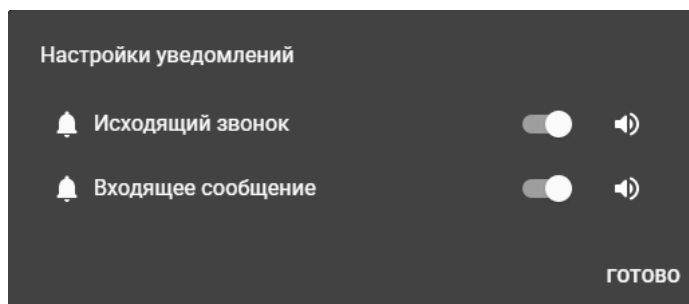 Настройки уведомлений
Исходящий звонок
Входящее сообщение
ГОТОВО